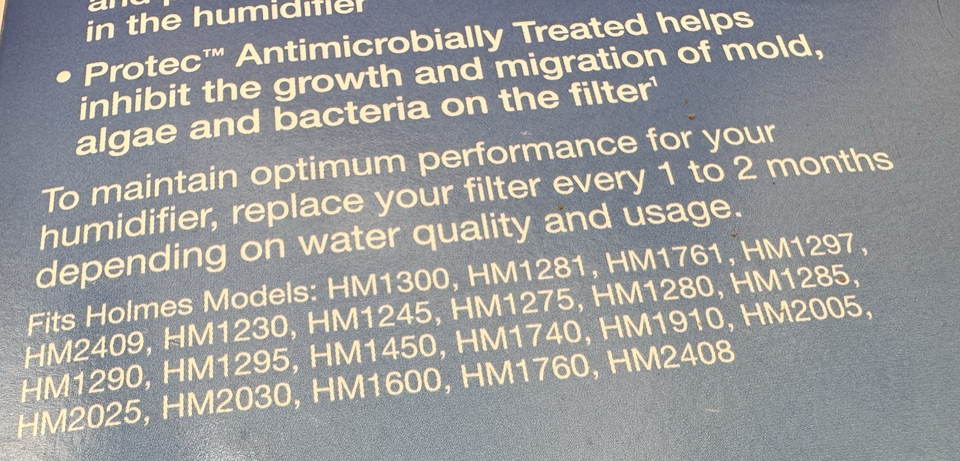 in the humidifier
• Protec™ Antimicrobially Treated helps
inhibit the growth and migration of mold,
algae and bacteria on the filter¹
To maintain optimum performance for your
humidifier, replace your filter every 1 to 2 months
depending on water quality and usage.
Fits Holmes Models: HM1300, HM1281, HM1761, HM1297,
HM2409, HM1230, HM1245, HM1275, HM1280, HM1285,
HM1290, HM1295, HM1450, HM1740, HM1910, HM2005,
HM2025, HM2030, HM1600, HM1760, HM2408